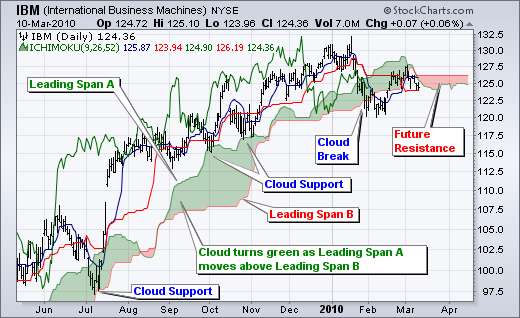 IBM (International Business Machines) NYSE
© StockCharts.com
10-Mar-2010 Op 124.72 Hi 125.10 Lo 123.96 Cl 124.36 Vol 7.0M Chg +0.07 (+0.06%)
IBM (Daily) 124.36
ICHIMOKU(9,26,52) 125.87 123.94 124.90 126.19 124.36
Leading Span A
Cloud Support
Cloud Break
Future Resistance
Cloud Support
Leading Span B
Cloud turns green as Leading Span A
moves above Leading Span B
132.5
130.0
127.5
125.0
122.5
120.0
117.5
115.0
112.5
110.0
107.5
105.0
102.5
100.0
97.5
Jun Jul Aug Sep Oct Nov Dec 2010 Feb Mar Apr